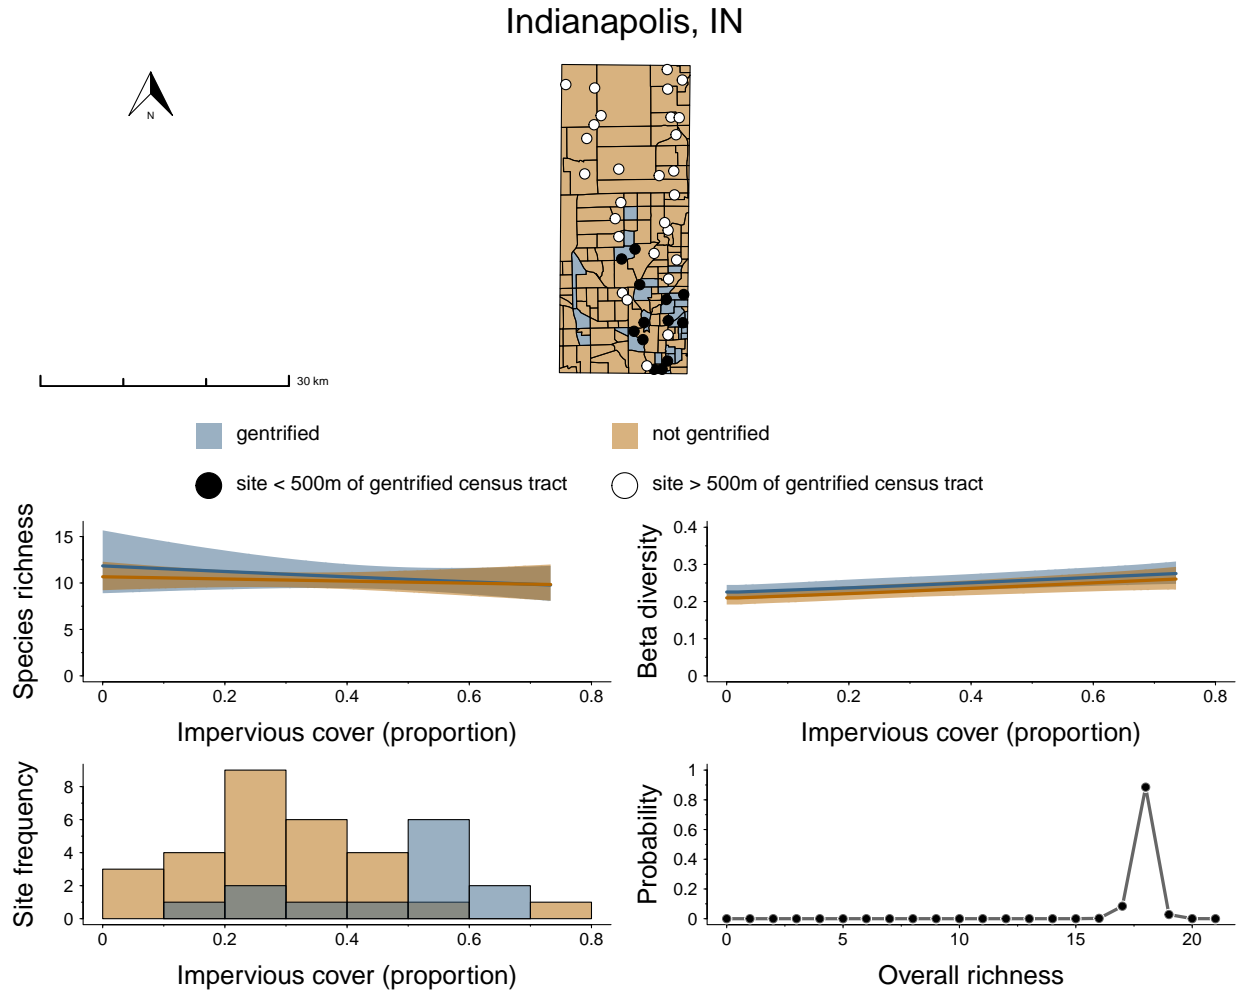 Indianapolis, IN
N
30 km
gentrified
not gentrified
site < 500m of gentrified census tract
site > 500m of gentrified census tract
Species richness
15
10
5
0
0 0.2 0.4 0.6 0.8
Impervious cover (proportion)
Beta diversity
0.4
0.3
0.2
0.1
0
0 0.2 0.4 0.6 0.8
Impervious cover (proportion)
Site frequency
8
6
4
2
0
0 0.2 0.4 0.6 0.8
Impervious cover (proportion)
Probability
1
0.8
0.6
0.4
0.2
0
0 5 10 15 20
Overall richness